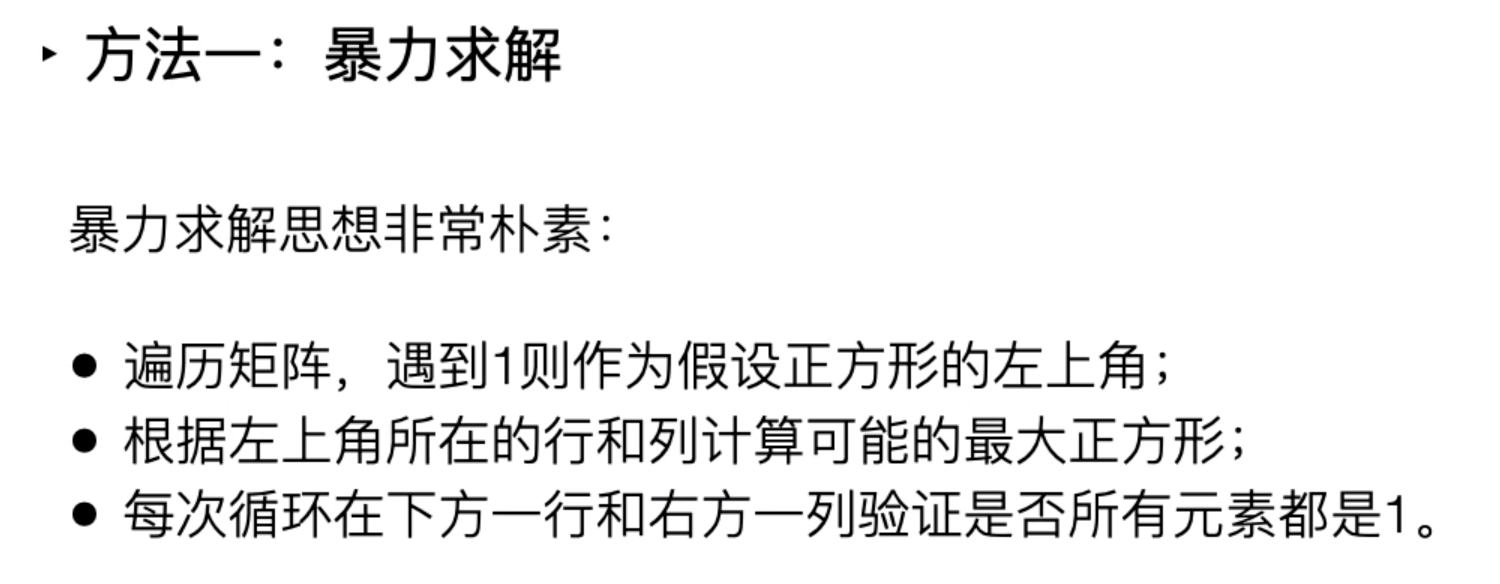 ▸ 方法一：暴力求解
暴力求解思想非常朴素：
● 遍历矩阵，遇到1则作为假设正方形的左上角；
● 根据左上角所在的行和列计算可能的最大正方形；
● 每次循环在下方一行和右方一列验证是否所有元素都是1。